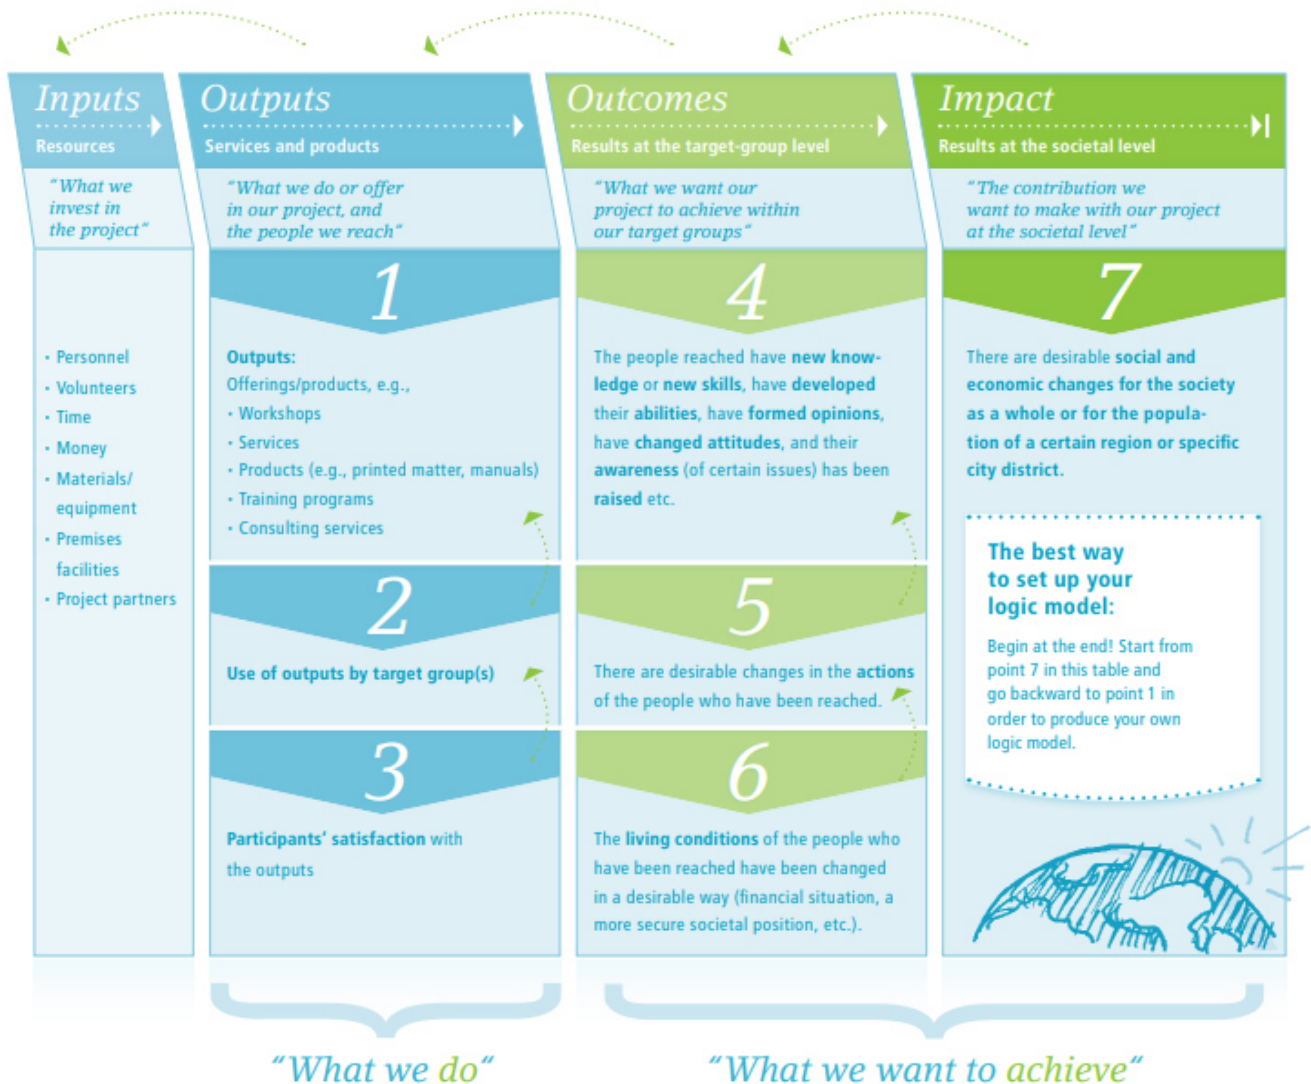 Inputs
Resources
"What we
invest in
the project"
· Personnel
· Volunteers
· Time
· Money
· Materials/
equipment
· Premises
facilities
· Project partners
Outputs
Services and products
"What we do or offer
in our project, and
the people we reach"
1
Outputs:
Offerings/products, e.g.,
· Workshops
· Services
· Products (e.g., printed matter, manuals)
· Training programs
· Consulting services
2
Use of outputs by target group(s)
3
Participants' satisfaction with
the outputs
Outcomes
Results at the target-group level
"What we want our
project to achieve within
our target groups"
4
The people reached have new know-
ledge or new skills, have developed
their abilities, have formed opinions,
have changed attitudes, and their
awareness (of certain issues) has been
raised etc.
5
There are desirable changes in the actions
of the people who have been reached.
6
The living conditions of the people who
have been reached have been changed
in a desirable way (financial situation, a
more secure societal position, etc.).
Impact
Results at the societal level
"The contribution we
want to make with our project
at the societal level"
7
There are desirable social and
economic changes for the society
as a whole or for the popula-
tion of a certain region or specific
city district.
The best way
to set up your
logic model:
Begin at the end! Start from
point 7 in this table and
go backward to point 1 in
order to produce your own
logic model.
"What we do"
"What we want to achieve"